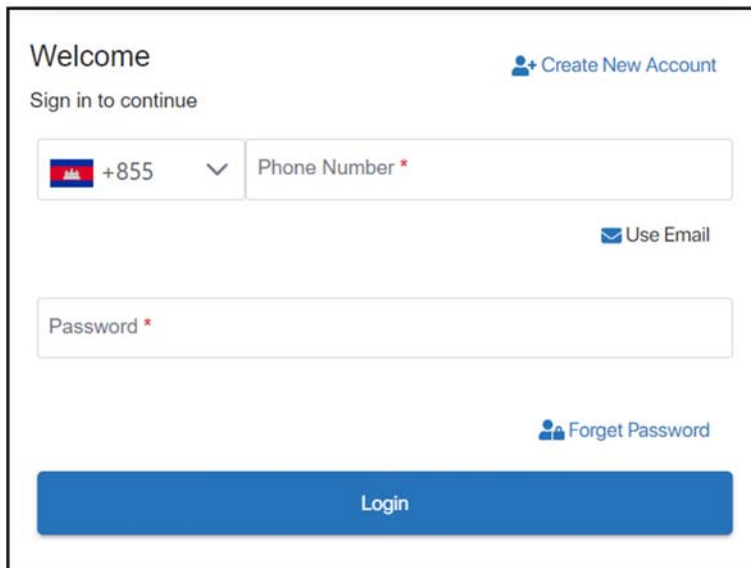 Welcome
Create New Account
Sign in to continue
+855
Phone Number *
Use Email
Password *
Forget Password
Login